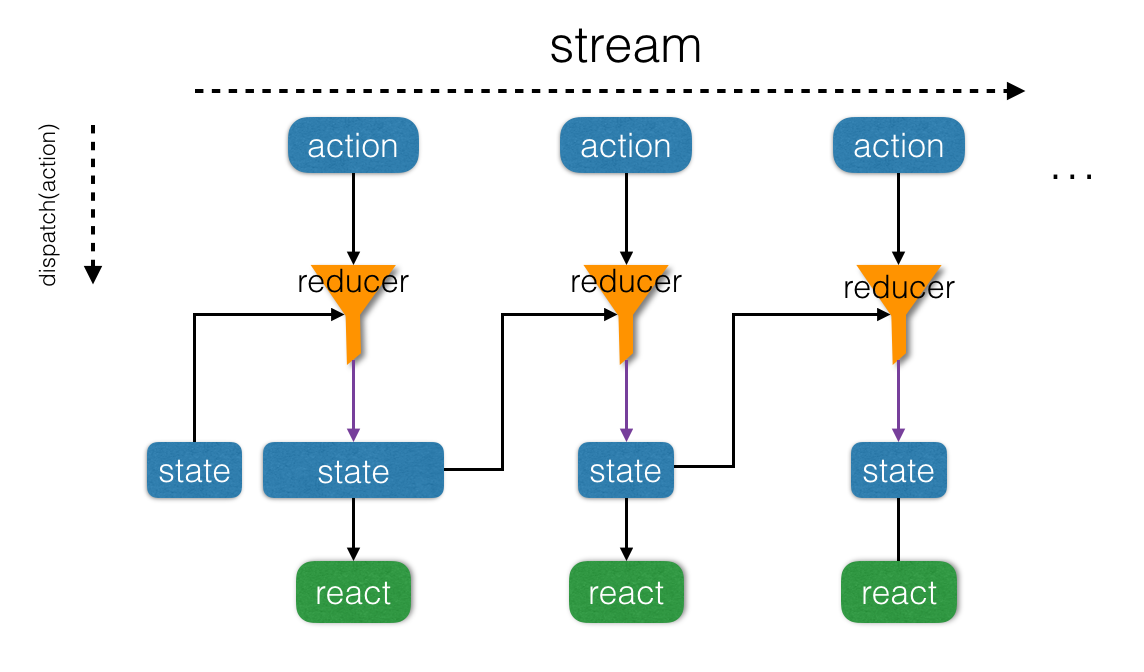 stream
dispatch(action)
action
action
action
...
reducer
reducer
reducer
state
state
state
state
react
react
react